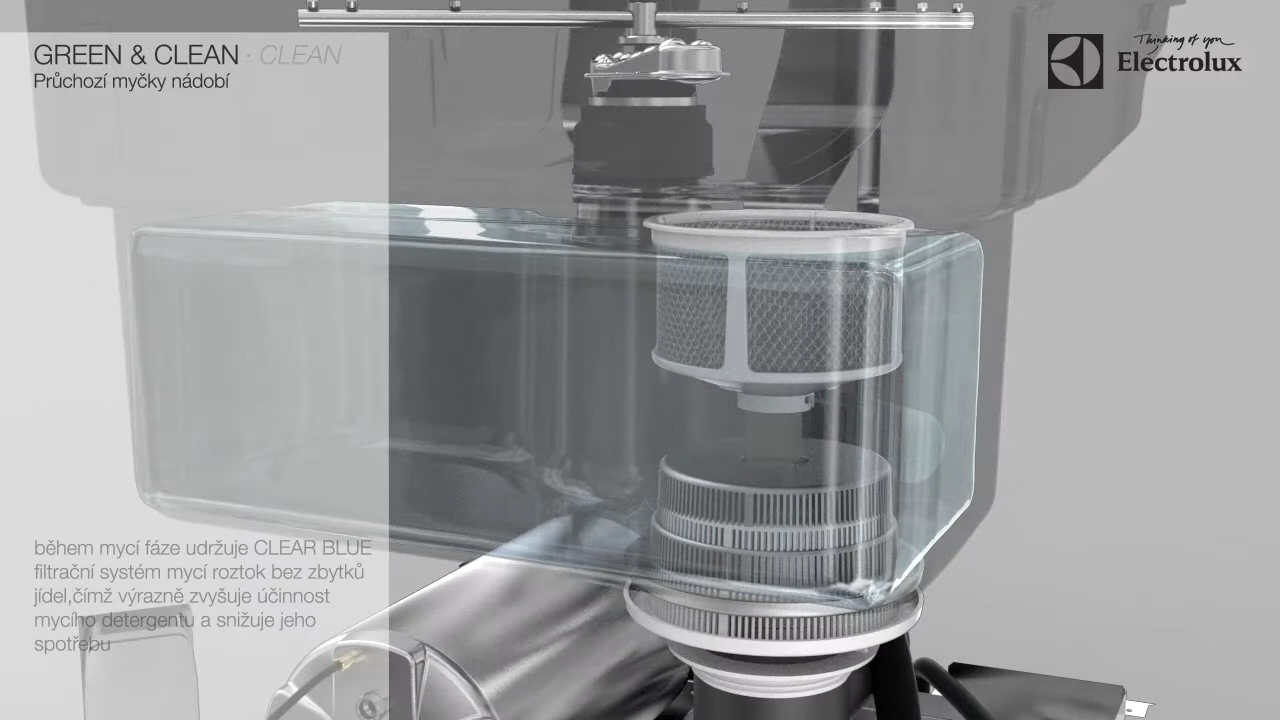 GREEN & CLEAN · CLEAN
Průchozí myčky nádobí
Thinking of you
Electrolux
během mycí fáze udržuje CLEAR BLUE
filtrační systém mycí roztok bez zbytků
jídel,čímž výrazně zvyšuje účinnost
mycího detergentu a snižuje jeho
spotřebu